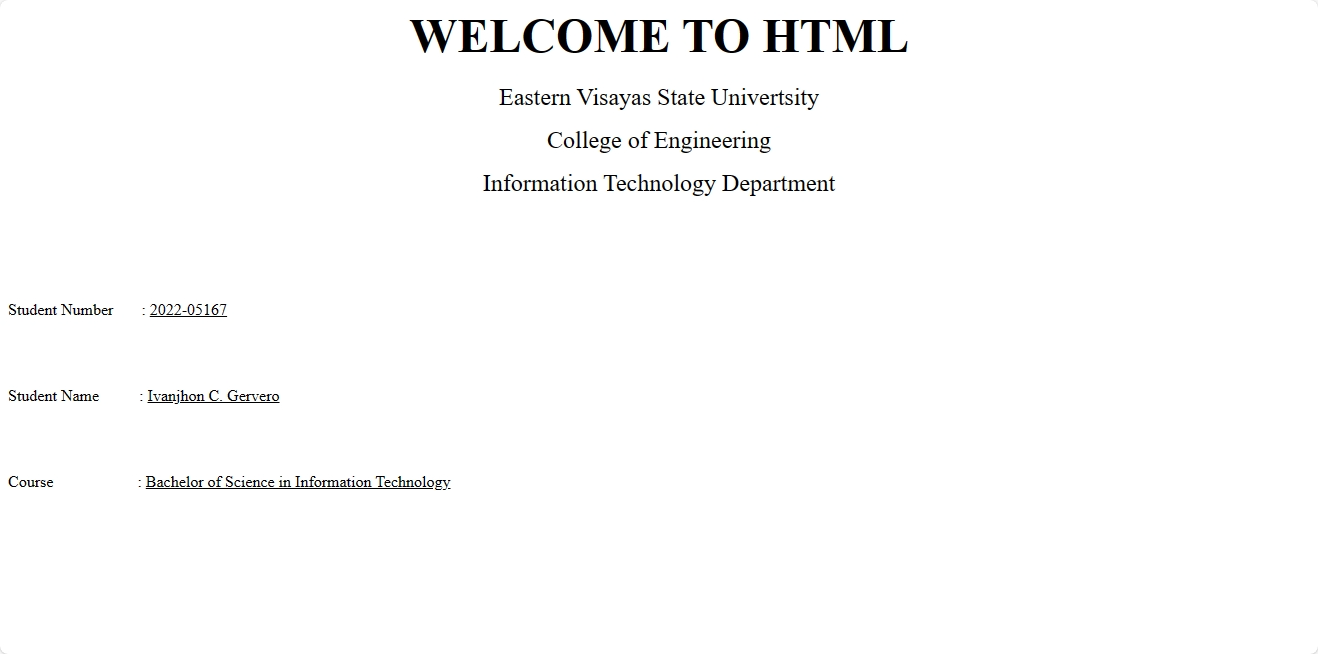 WELCOME TO HTML
Eastern Visayas State Univertsity
College of Engineering
Information Technology Department
Student Number : 2022-05167
Student Name : Ivanjhon C. Gervero
Course : Bachelor of Science in Information Technology